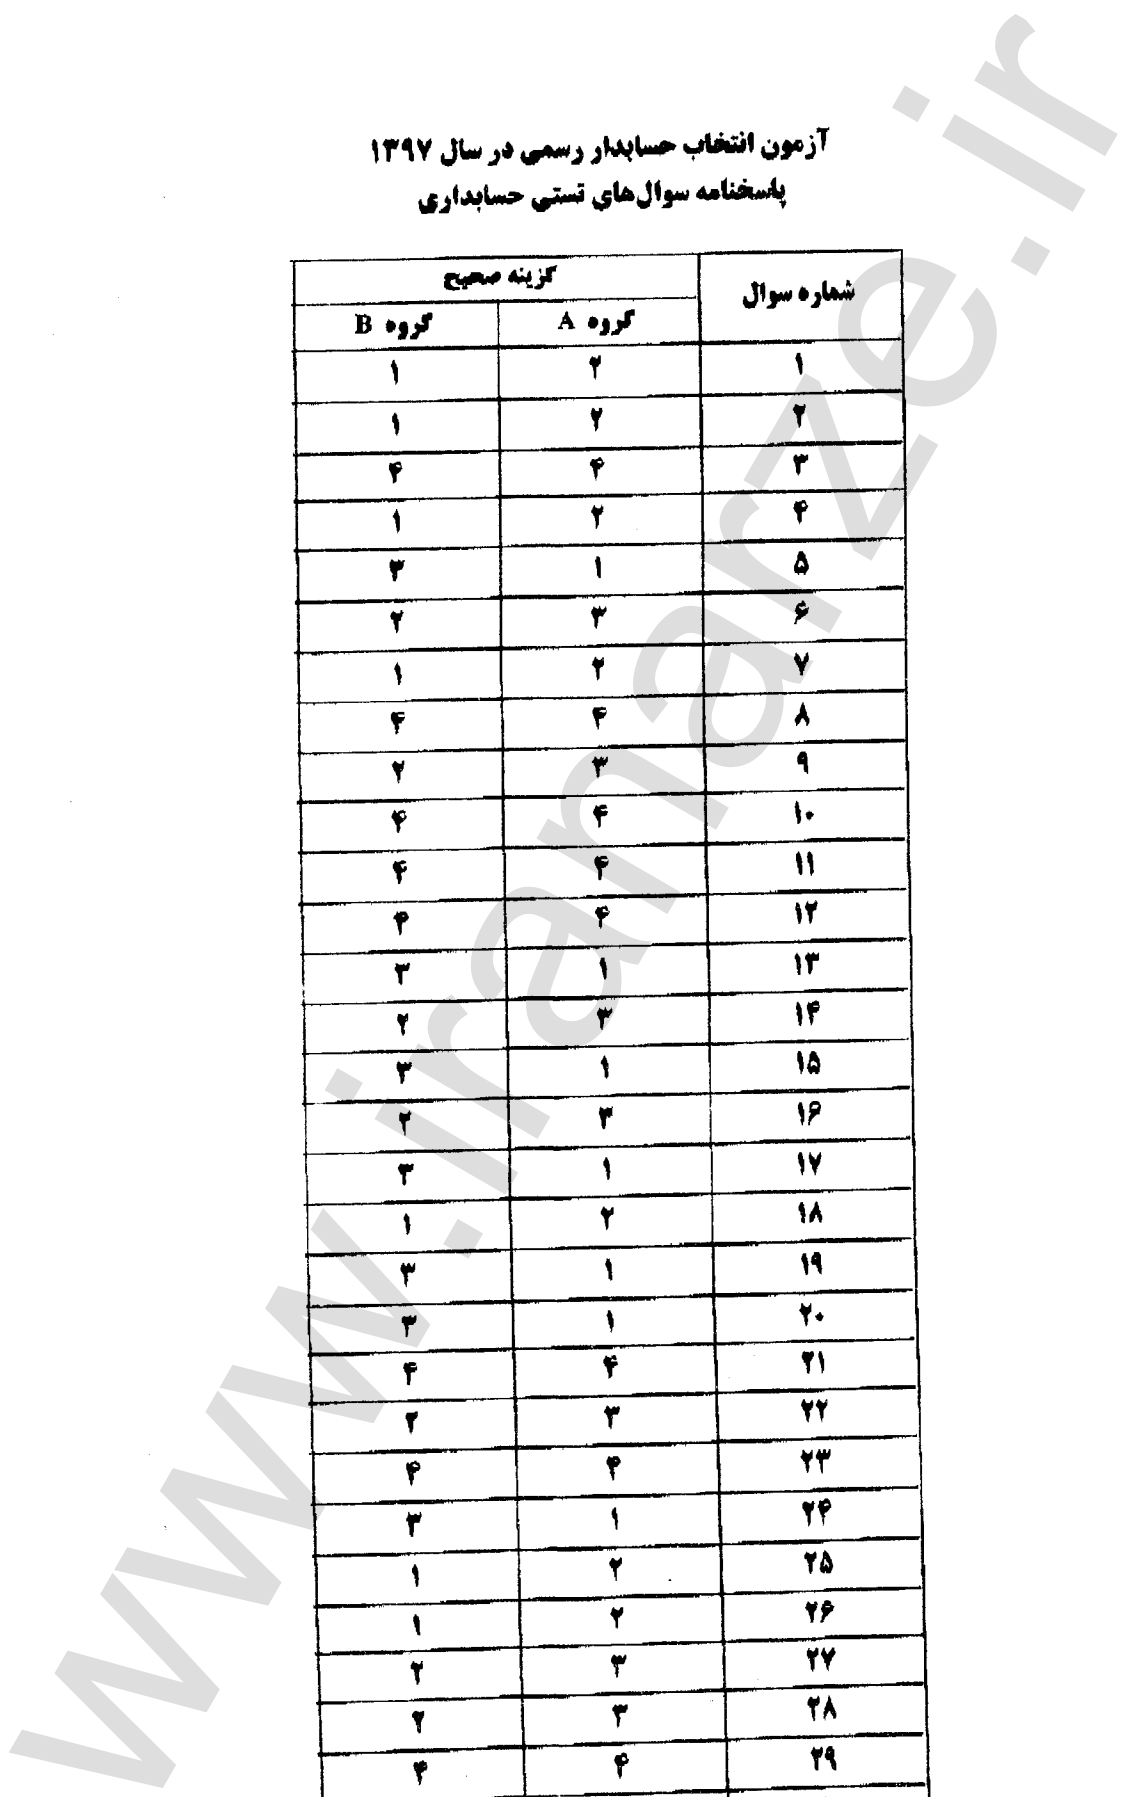 آزمون انتخاب حسابدار رسمی در سال ۱۳۹۷
پاسخنامه سوال‌های تستی حسابداری
شماره سوال گزینه صحیح
گروه A گروه B
۱ ۲ ۱
۲ ۲ ۱
۳ ۴ ۴
۴ ۲ ۱
۵ ۱ ۳
۶ ۳ ۲
۷ ۲ ۱
۸ ۴ ۴
۹ ۳ ۲
۱۰ ۴ ۴
۱۱ ۴ ۴
۱۲ ۴ ۴
۱۳ ۱ ۳
۱۴ ۳ ۲
۱۵ ۱ ۳
۱۶ ۳ ۲
۱۷ ۱ ۳
۱۸ ۲ ۱
۱۹ ۱ ۳
۲۰ ۱ ۳
۲۱ ۴ ۴
۲۲ ۳ ۲
۲۳ ۴ ۴
۲۴ ۱ ۳
۲۵ ۲ ۱
۲۶ ۲ ۱
۲۷ ۳ ۲
۲۸ ۳ ۲
۲۹ ۴ ۴
www.iranarze.ir